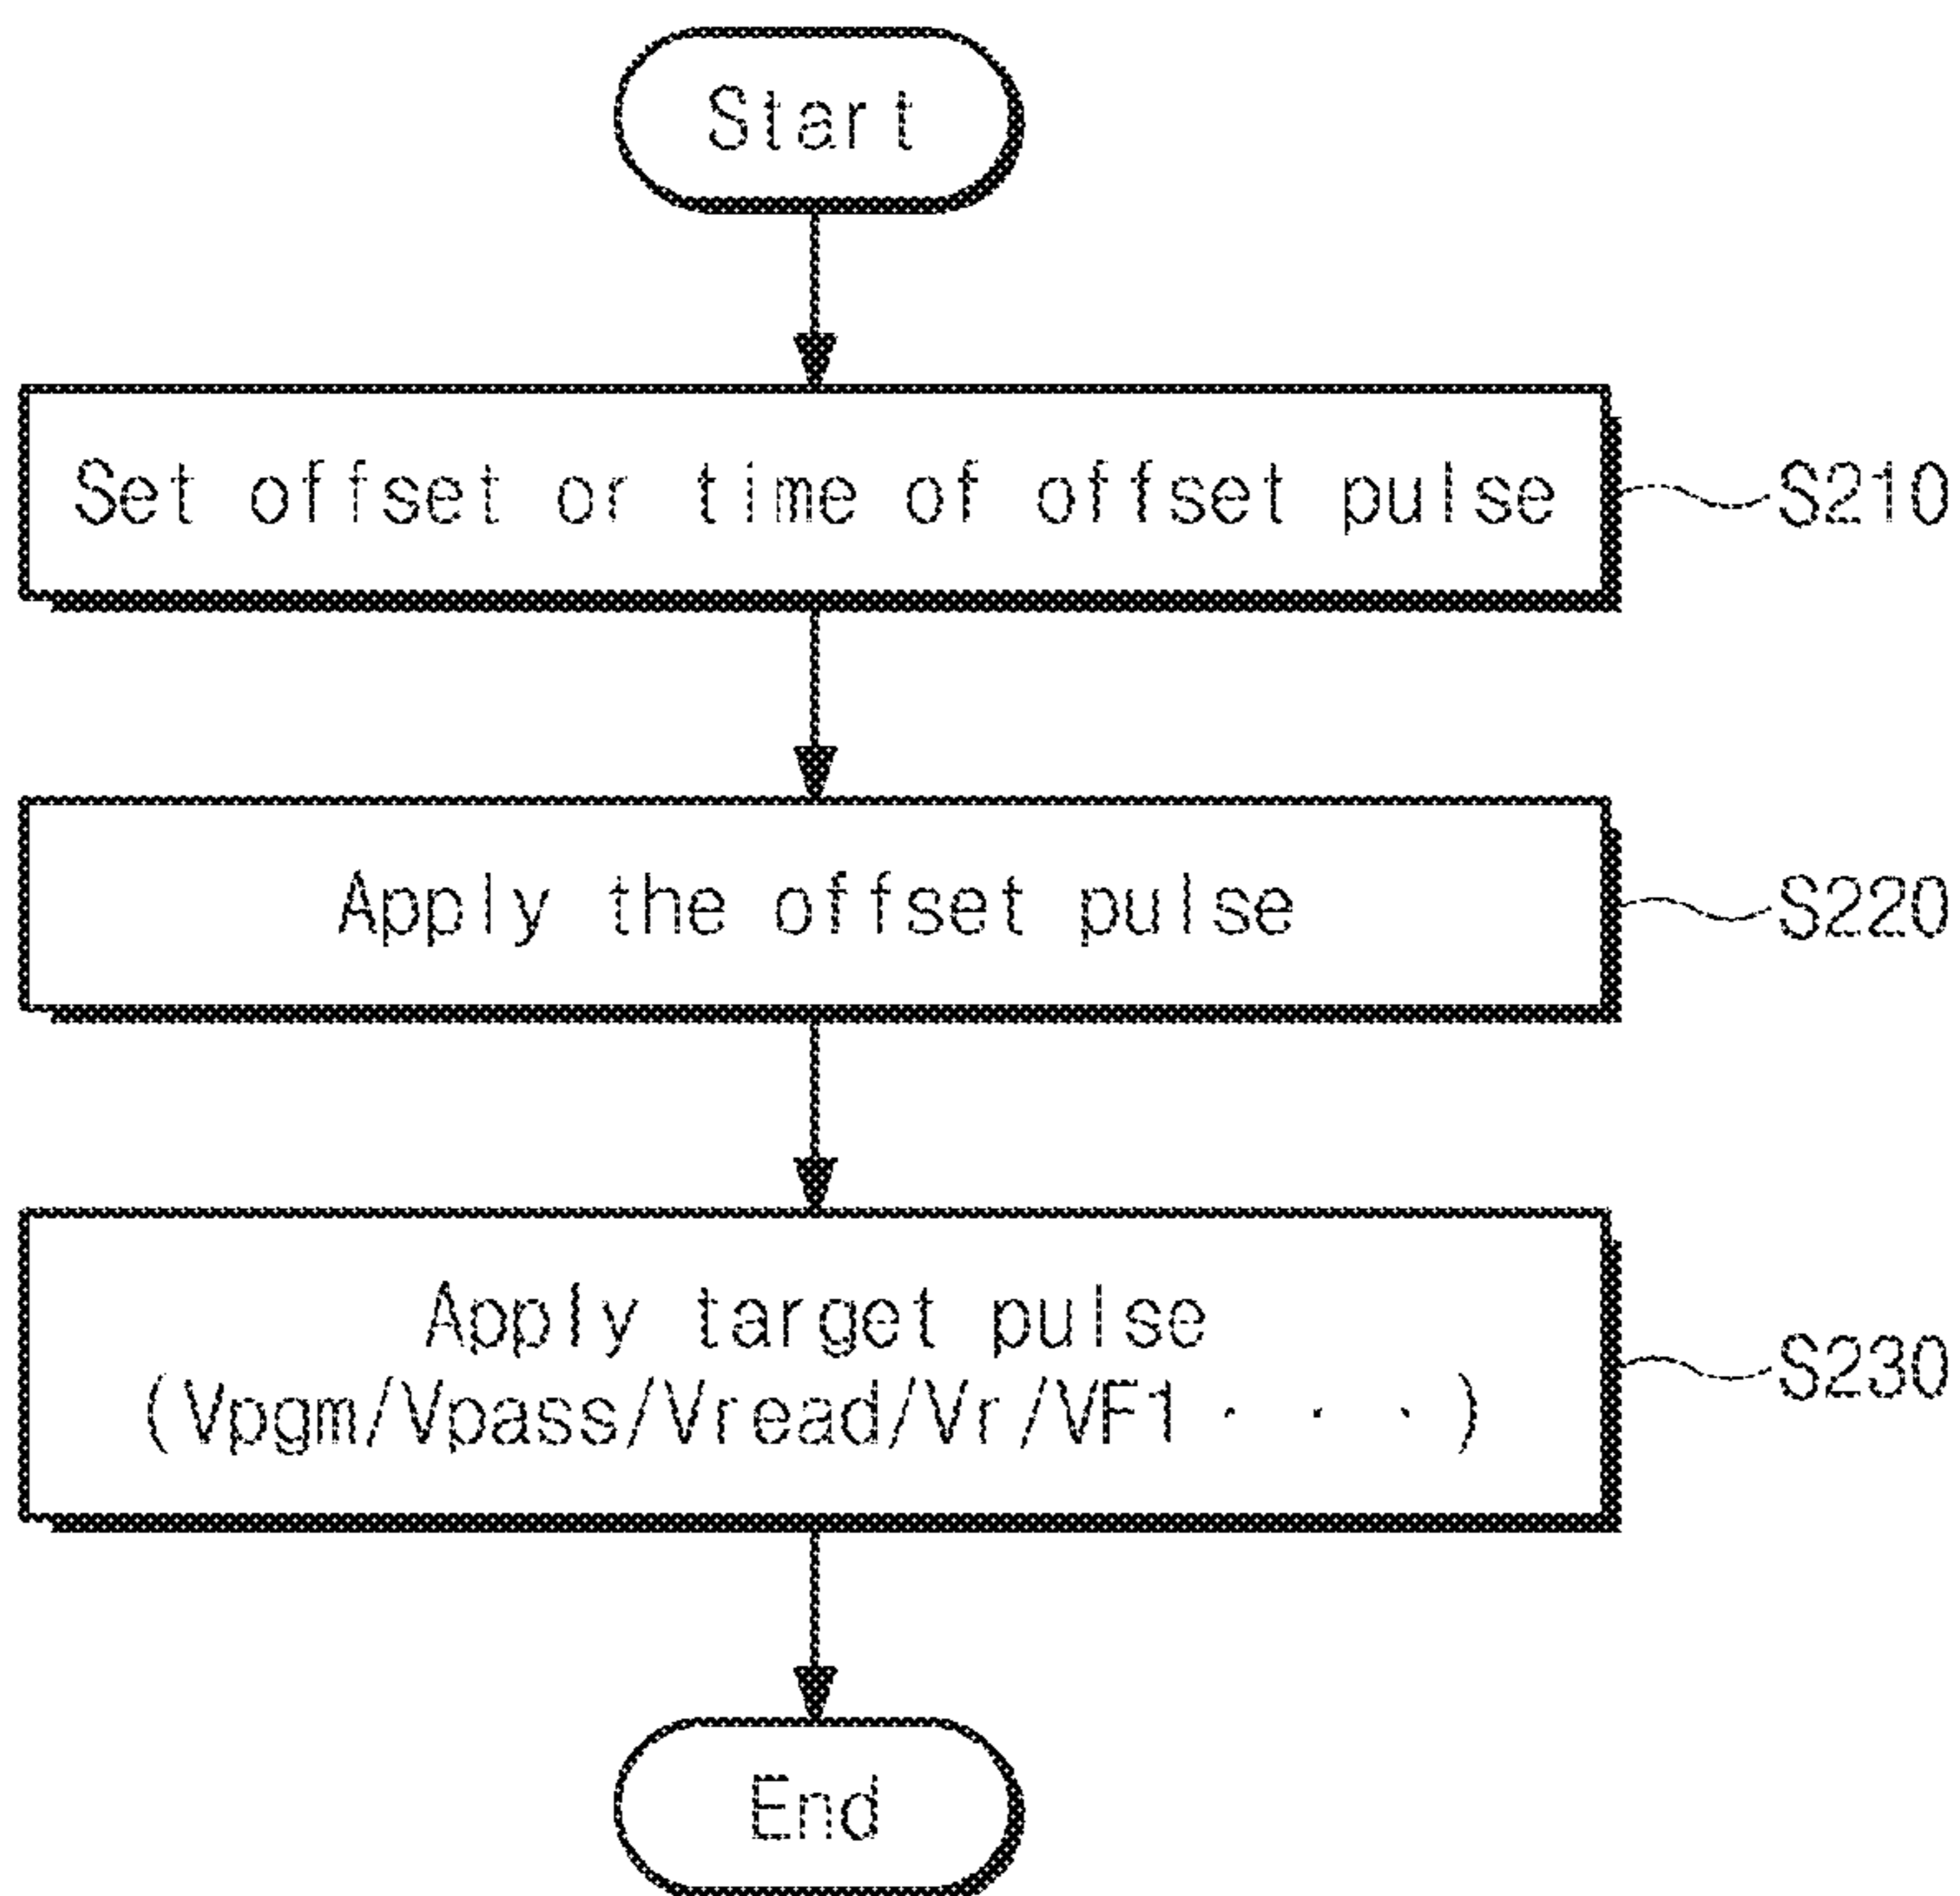 Start
Set offset or time of offset pulse
S210
Apply the offset pulse
S220
Apply target pulse
(Vpgm/Vpass/Vread/Vr/VF1 · · · )
S230
End